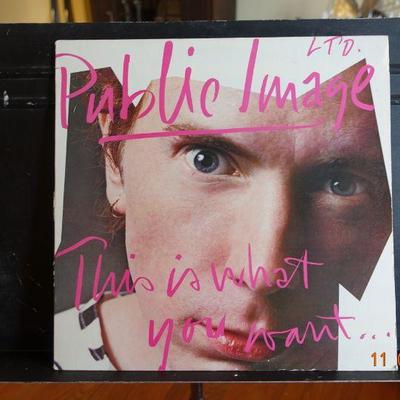 LTD.
Public Image
This is what
you want...
11